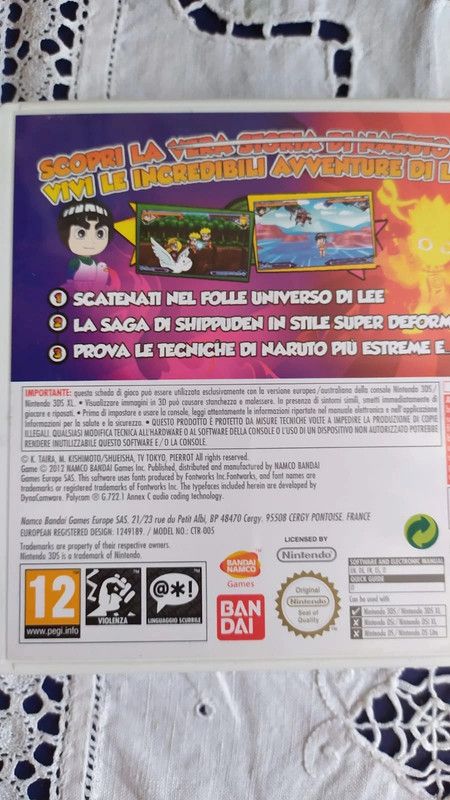 SCOPRI LA VERA STORIA DI NARUTO
VIVI LE INCREDIBILI AVVENTURE DI L
1 SCATENATI NEL FOLLE UNIVERSO DI LEE
2 LA SAGA DI SHIPPUDEN IN STILE SUPER DEFORM
3 PROVA LE TECNICHE DI NARUTO PIÙ ESTREME E
IMPORTANTE: questa scheda di gioco può essere utilizzata esclusivamente con la versione europea/australiana della console Nintendo 3DS/
Nintendo 3DS XL. • Visualizzare immagini in 3D può causare stanchezza o malessere. In presenza di sintomi simili, smetti immediatamente di
giocare e riposati. • Prima di impostare e usare la console, leggi attentamente le informazioni riportate nel manuale elettronico e nell'applicazione
Informazioni per la salute e la sicurezza. • QUESTO PRODOTTO È PROTETTO DA MISURE TECNICHE VOLTE A IMPEDIRE LA PRODUZIONE DI COPIE
ILLEGALI. QUALSIASI MODIFICA TECNICA ALL'HARDWARE O AL SOFTWARE DELLA CONSOLE O L'USO DI UN DISPOSITIVO NON AUTORIZZATO POTREBBE
RENDERE INUTILIZZABILE QUESTO SOFTWARE E/O LA CONSOLE.
© K. TAIRA, M. KISHIMOTO/SHUEISHA, TV TOKYO, PIERROT All rights reserved.
Game © 2012 NAMCO BANDAI Games Inc. Published, distributed and manufactured by NAMCO BANDAI
Games Europe SAS. This software uses fonts produced by Fontworks Inc. Fontworks, and font names are
trademarks or registered trademarks of Fontworks Inc. The typefaces included herein are developed by
DynaComware. Polycom ® G.722.1 Annex C audio coding technology.
Namco Bandai Games Europe SAS. 21/23 rue du Petit Albi, BP 48470 Cergy. 95508 CERGY PONTOISE. FRANCE
EUROPEAN REGISTERED DESIGN: 1249189. / MODEL NO: CTR-005
Trademarks are property of their respective owners.
Nintendo 3DS is a trademark of Nintendo.
LICENSED BY
Nintendo
12
www.pegi.info
VIOLENZA
@*!
LINGUAGGIO SCURRILE
BANDAI
NAMCO
Games
BAN
DAI
Original
Nintendo
Seal of
Quality
SOFTWARE AND ELECTRONIC MANUAL
EN, DE, FR, ES, IT
QUICK GUIDE
IT
Can be used with
Nintendo 3DS/Nintendo 3DS XL
Nintendo DSi/Nintendo DSi XL
Nintendo DS/Nintendo DS Lite